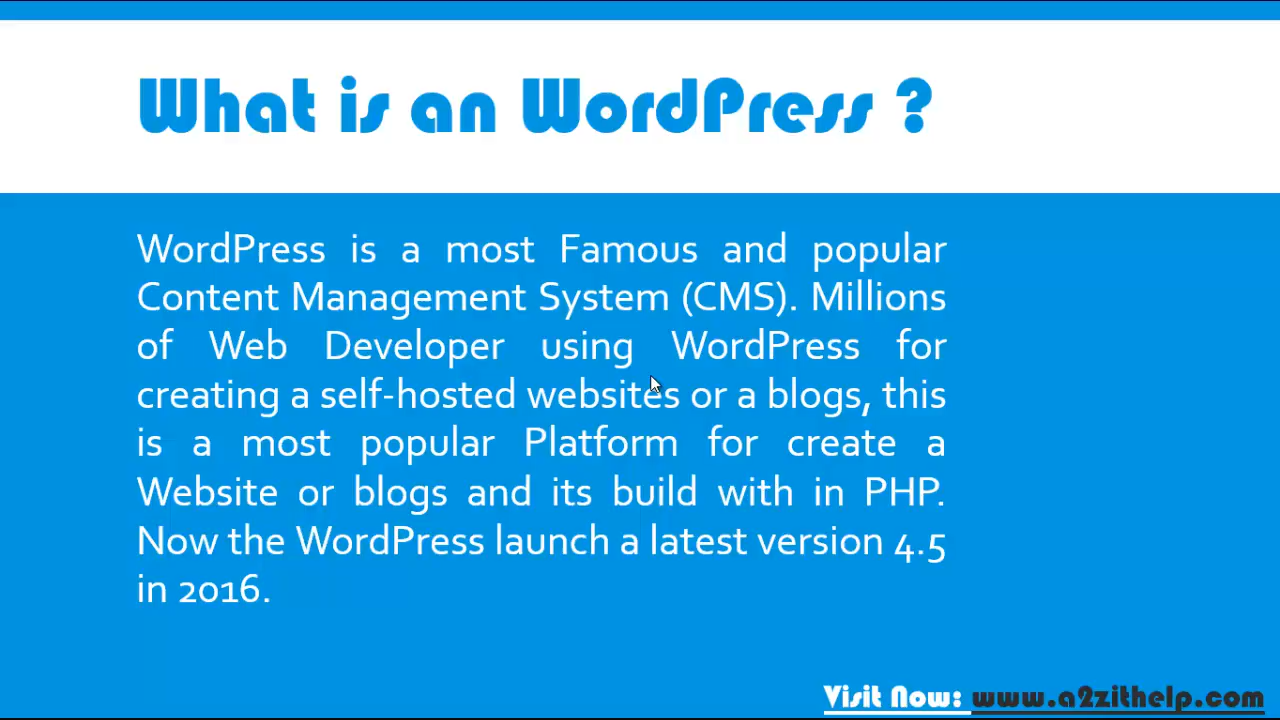 What is an WordPress ?
WordPress is a most Famous and popular
Content Management System (CMS). Millions
of Web Developer using WordPress for
creating a self-hosted websites or a blogs, this
is a most popular Platform for create a
Website or blogs and its build with in PHP.
Now the WordPress launch a latest version 4.5
in 2016.
Visit Now: www.a2zithelp.com